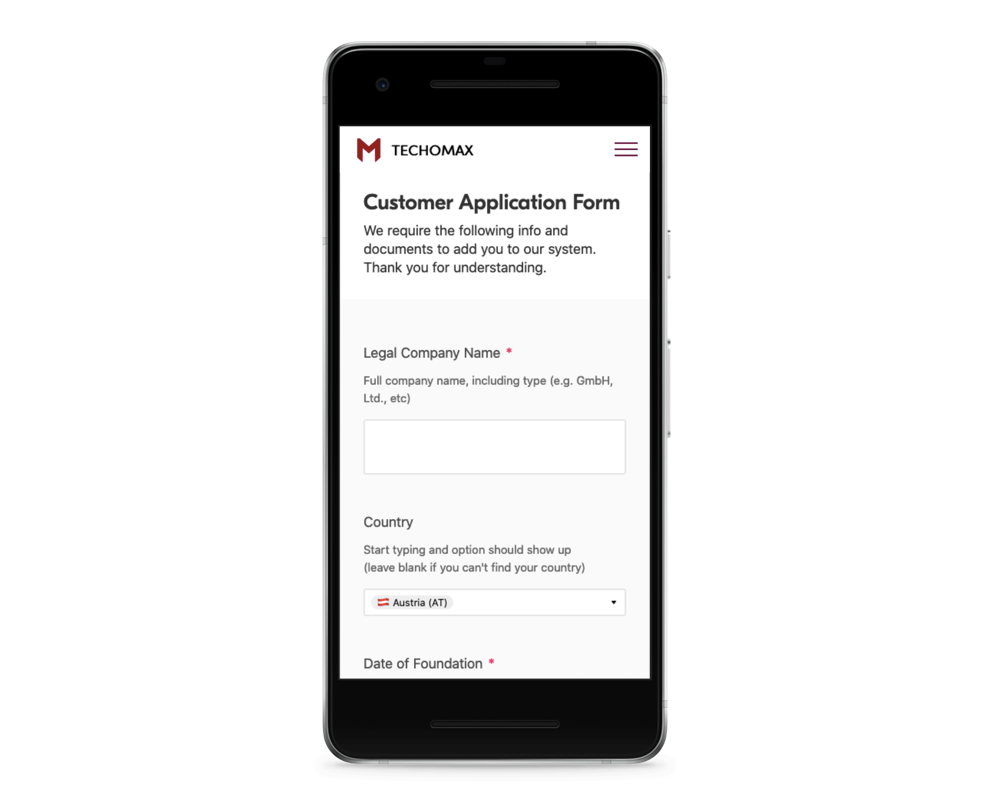 TECHOMAX
Customer Application Form
We require the following info and
documents to add you to our system.
Thank you for understanding.
Legal Company Name *
Full company name, including type (e.g. GmbH,
Ltd., etc)
Country
Start typing and option should show up
(leave blank if you can't find your country)
Austria (AT)
Date of Foundation *